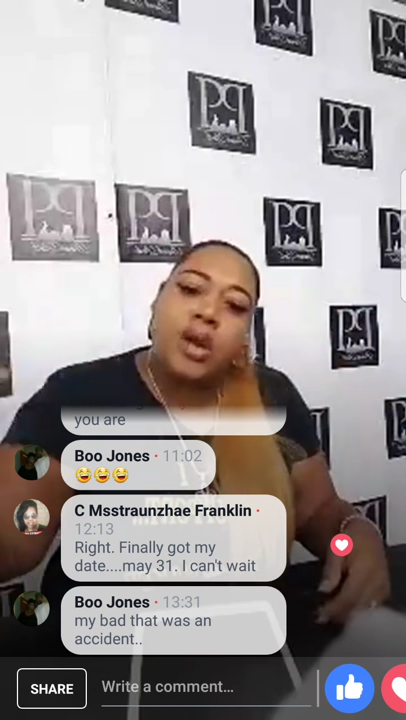 you are
Boo Jones · 11:02
😂😂😂
C Msstraunzhae Franklin ·
12:13
Right. Finally got my
date....may 31. I can't wait
Boo Jones · 13:31
my bad that was an
accident..
SHARE
Write a comment...